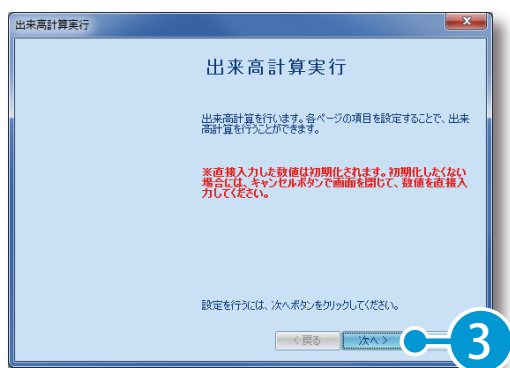 出来高計算実行
出来高計算実行
出来高計算を行います。各ページの項目を設定することで、出来
高計算を行うことができます。
※直接入力した数値は初期化されます。初期化したくない
場合には、キャンセルボタンで画面を閉じて、数値を直接入
力してください。
設定を行うには、次へボタンをクリックしてください。
< 戻る
次へ >
3